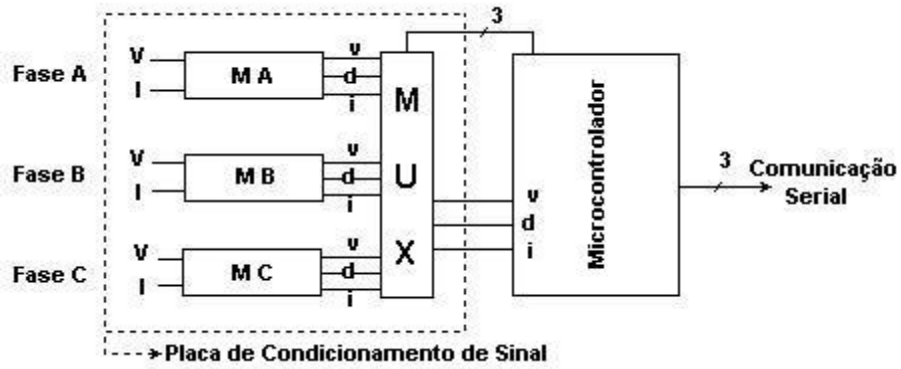 3
Fase A
V
I
M A
v
d
i
Fase B
V
I
M B
v
d
i
Fase C
V
I
M C
v
d
i
M
U
X
v
d
i
Microcontrolador
3
Comunicação
Serial
Placa de Condicionamento de Sinal